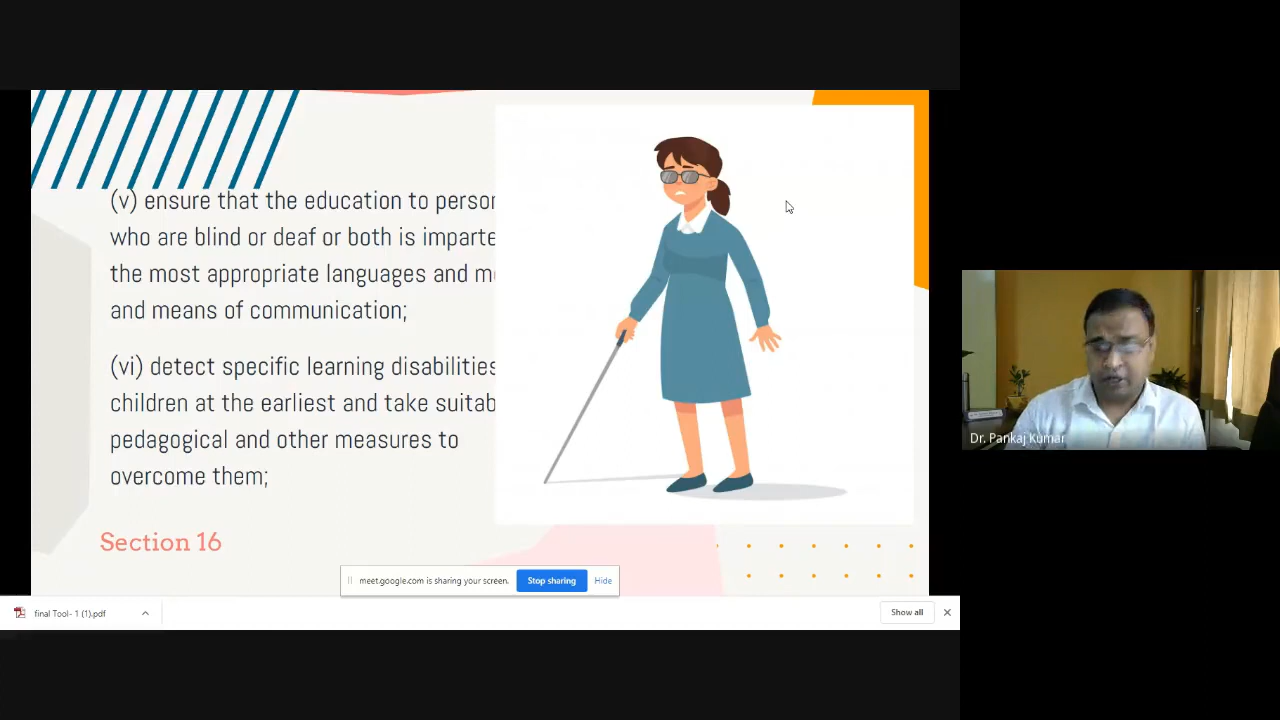 (v) ensure that the education to person
who are blind or deaf or both is imparte
the most appropriate languages and m
and means of communication;
(vi) detect specific learning disabilities
children at the earliest and take suitab
pedagogical and other measures to
overcome them;
Section 16
meet.google.com is sharing your screen. Stop sharing Hide
final Tool- 1 (1).pdf Show all
Dr. Pankaj Kumar